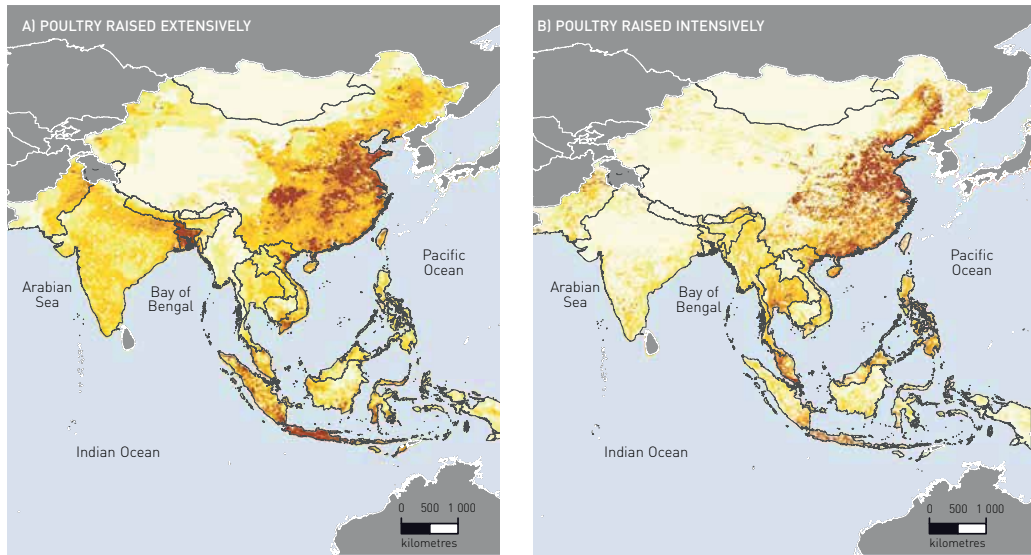 A) POULTRY RAISED EXTENSIVELY
Arabian
Sea
Bay of
Bengal
Pacific
Ocean
Indian Ocean
0 500 1 000
kilometres
B) POULTRY RAISED INTENSIVELY
Arabian
Sea
Bay of
Bengal
Pacific
Ocean
Indian Ocean
0 500 1 000
kilometres